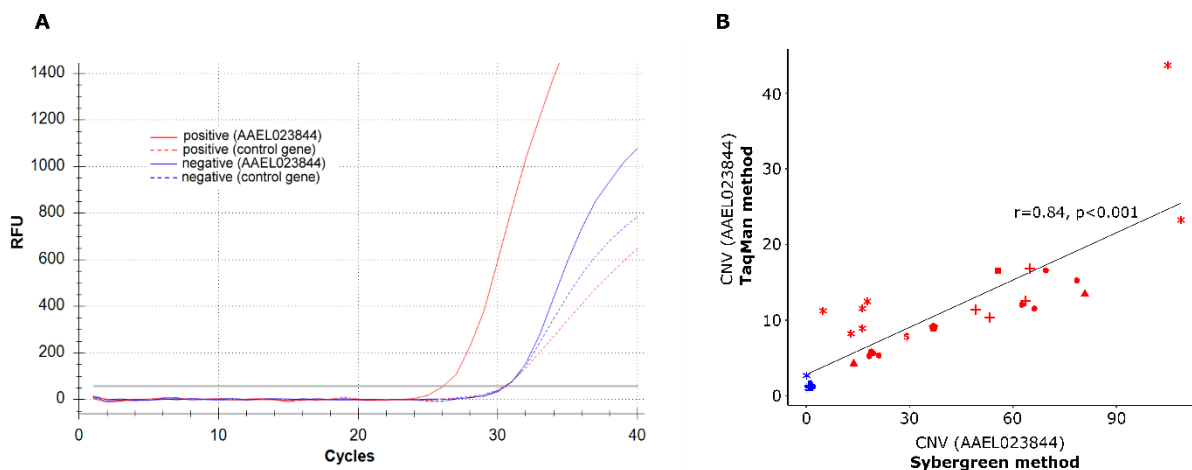 A
1400
1200
1000
800
600
400
200
0
RFU
positive (AAEL023844)
positive (control gene)
negative (AAEL023844)
negative (control gene)
0 10 20 30 40
Cycles
B
40
30
20
10
0
CNV (AAEL023844)
TaqMan method
r=0.84, p<0.001
0 30 60 90
CNV (AAEL023844)
Sybergreen method